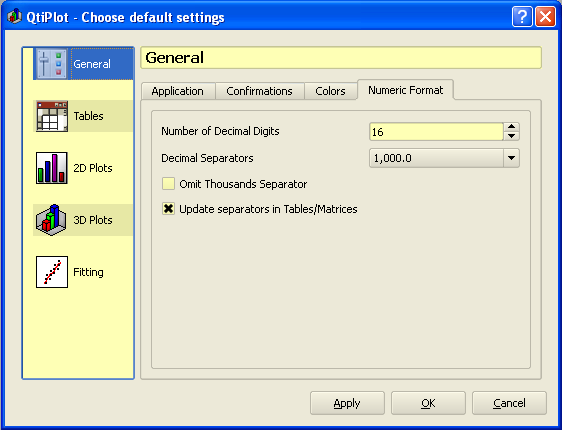 QtiPlot - Choose default settings
General
Tables
2D Plots
3D Plots
Fitting
General
Application Confirmations Colors Numeric Format
Number of Decimal Digits 16
Decimal Separators 1,000.0
Omit Thousands Separator
Update separators in Tables/Matrices
Apply OK Cancel